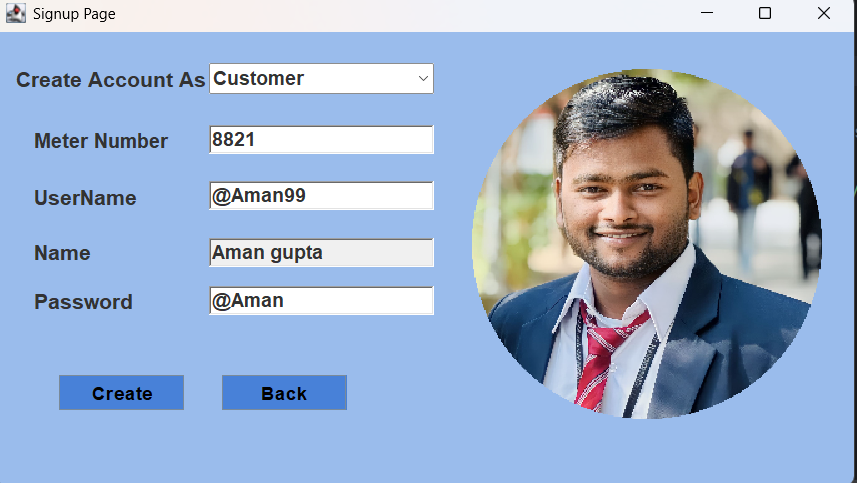 Signup Page
Create Account As Customer
Meter Number 8821
UserName @Aman99
Name Aman gupta
Password @Aman
Create Back